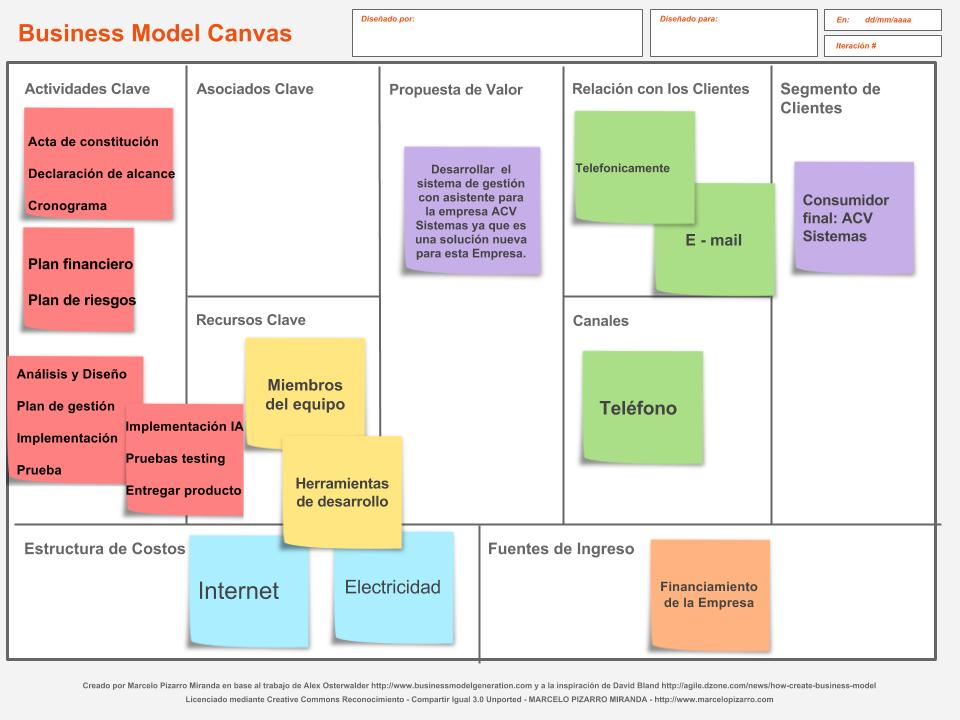 Business Model Canvas
Diseñado por:
Diseñado para:
En: dd/mm/aaaa
Iteración #
Actividades Clave
Acta de constitución
Declaración de alcance
Cronograma
Plan financiero
Plan de riesgos
Análisis y Diseño
Plan de gestión
Implementación
Prueba
Implementación IA
Pruebas testing
Entregar producto
Asociados Clave
Recursos Clave
Miembros
del equipo
Herramientas
de desarrollo
Propuesta de Valor
Desarrollar el
sistema de gestión
con asistente para
la empresa ACV
Sistemas ya que es
una solución nueva
para esta Empresa.
Relación con los Clientes
Telefonicamente
E - mail
Canales
Teléfono
Segmento de
Clientes
Consumidor
final: ACV
Sistemas
Estructura de Costos
Internet
Electricidad
Fuentes de Ingreso
Financiamiento
de la Empresa
Creado por Marcelo Pizarro Miranda en base al trabajo de Alex Osterwalder http://www.businessmodelgeneration.com y a la inspiración de David Bland http://agile.dzone.com/news/how-create-business-model
Licenciado mediante Creative Commons Reconocimiento - Compartir Igual 3.0 Unported - MARCELO PIZARRO MIRANDA - http://www.marcelopizarro.com